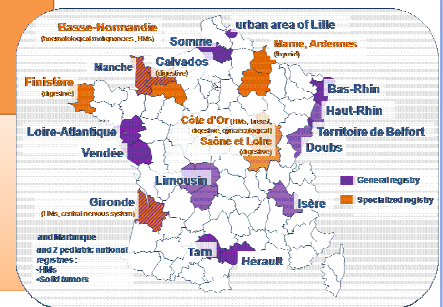 urban area of Lille
Basse-Normandie
(haematological malignances, HMs)
Somme
Marne, Ardennes
(thyroid)
Manche
Calvados
(digestive)
Finistère
(digestive)
Bas-Rhin
Haut-Rhin
Côte d'Or (HMs, breast,
digestive, gynaecological)
Saône et Loire
(digestive)
Territoire de Belfort
Doubs
Loire-Atlantique
Vendée
Limousin
General registry
Specialized registry
Gironde
(HMs, central nervous system)
Isère
and Martinique
and 2 pediatric national
registries :
-HMs
-Solid tumors
Tarn
Hérault